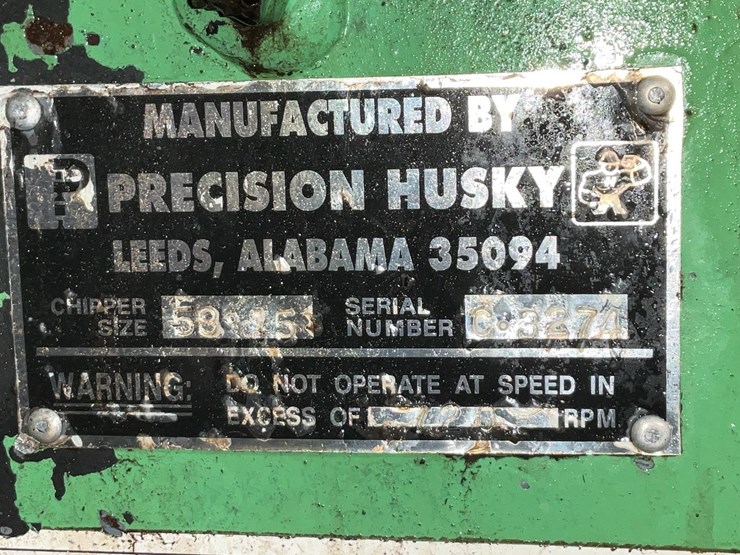 MANUFACTURED BY
PRECISION HUSKY
LEEDS, ALABAMA 35094
CHIPPER SIZE SERIAL NUMBER C-3274
WARNING: DO NOT OPERATE AT SPEED IN
EXCESS OF RPM